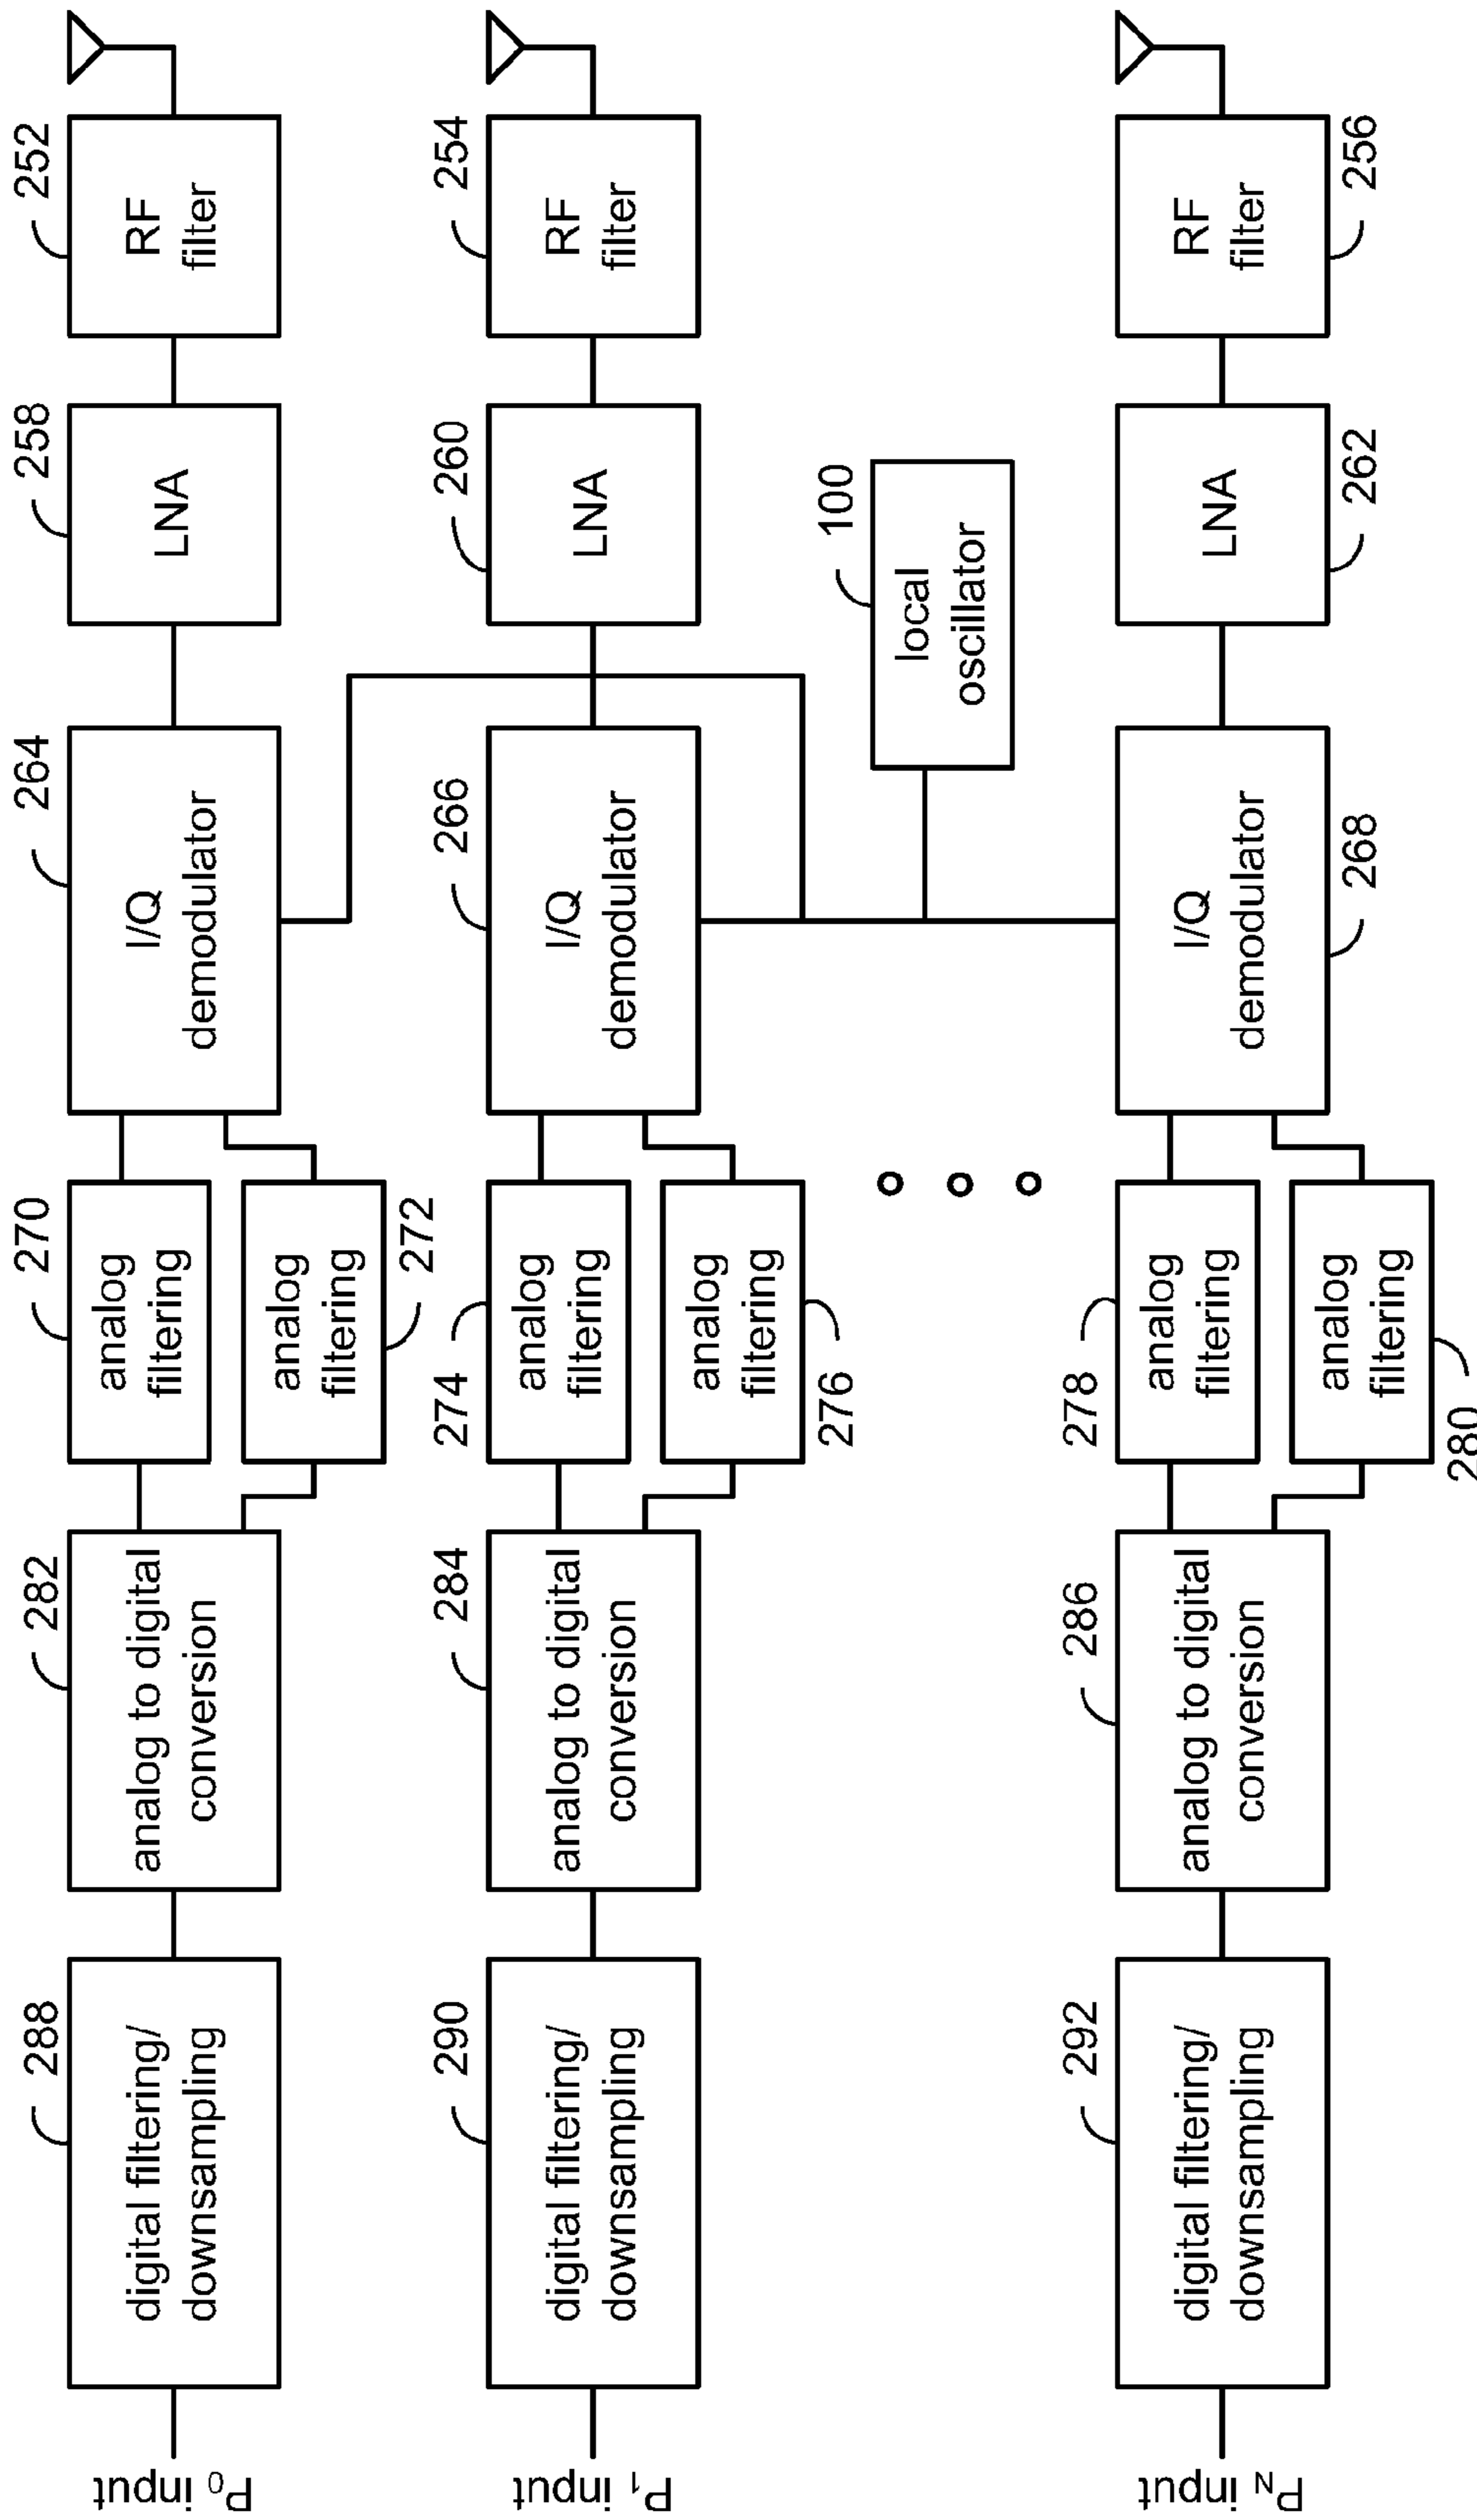 P0 input
288
digital filtering/
downsampling
282
analog to digital
conversion
270
analog
filtering
analog
filtering
272
264
I/Q
demodulator
258
LNA
252
RF
filter
P1 input
290
digital filtering/
downsampling
284
analog to digital
conversion
274
analog
filtering
analog
filtering
276
266
I/Q
demodulator
260
LNA
254
RF
filter
100
local
oscillator
PN input
292
digital filtering/
downsampling
286
analog to digital
conversion
278
analog
filtering
analog
filtering
280
I/Q
demodulator
268
LNA
262
RF
filter
256